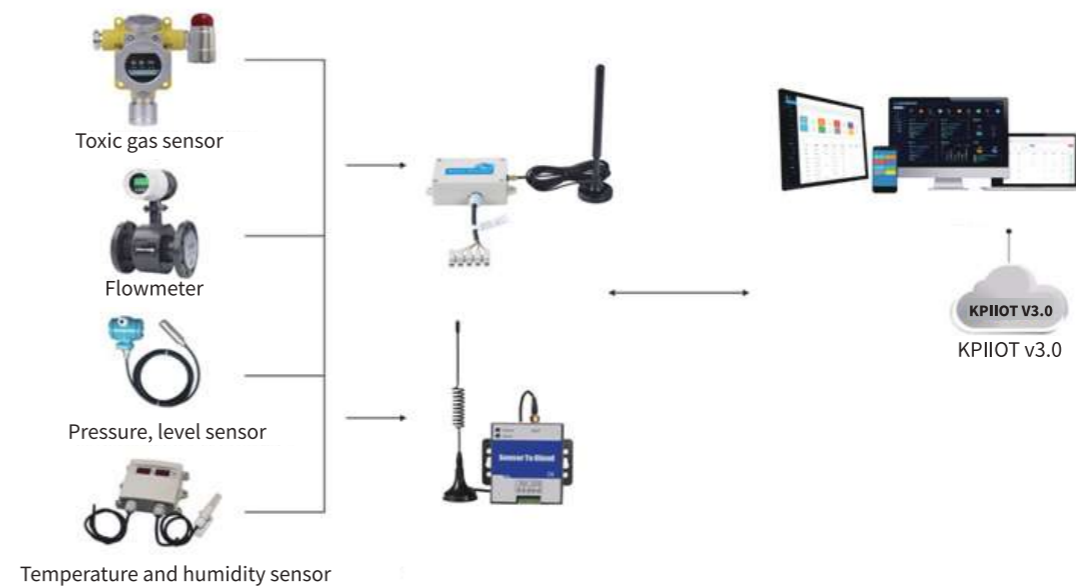 Toxic gas sensor
Flowmeter
Pressure, level sensor
Temperature and humidity sensor
Sensor To Cloud
KPIIOT V3.0
KPIIOT v3.0